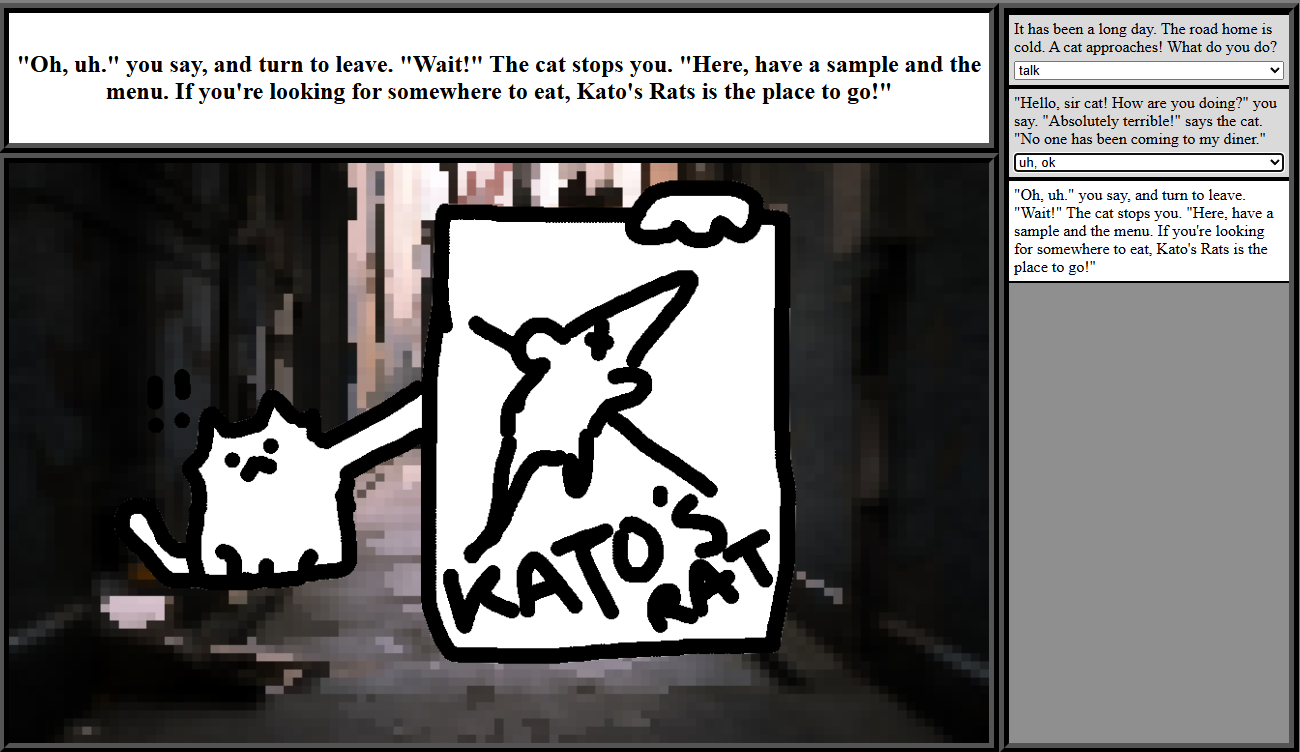 "Oh, uh." you say, and turn to leave. "Wait!" The cat stops you. "Here, have a sample and the
menu. If you're looking for somewhere to eat, Kato's Rats is the place to go!"
!!
KATO'S
RAT
It has been a long day. The road home is
cold. A cat approaches! What do you do?
talk
"Hello, sir cat! How are you doing?" you
say. "Absolutely terrible!" says the cat.
"No one has been coming to my diner."
uh, ok
"Oh, uh." you say, and turn to leave.
"Wait!" The cat stops you. "Here, have a
sample and the menu. If you're looking
for somewhere to eat, Kato's Rats is the
place to go!"